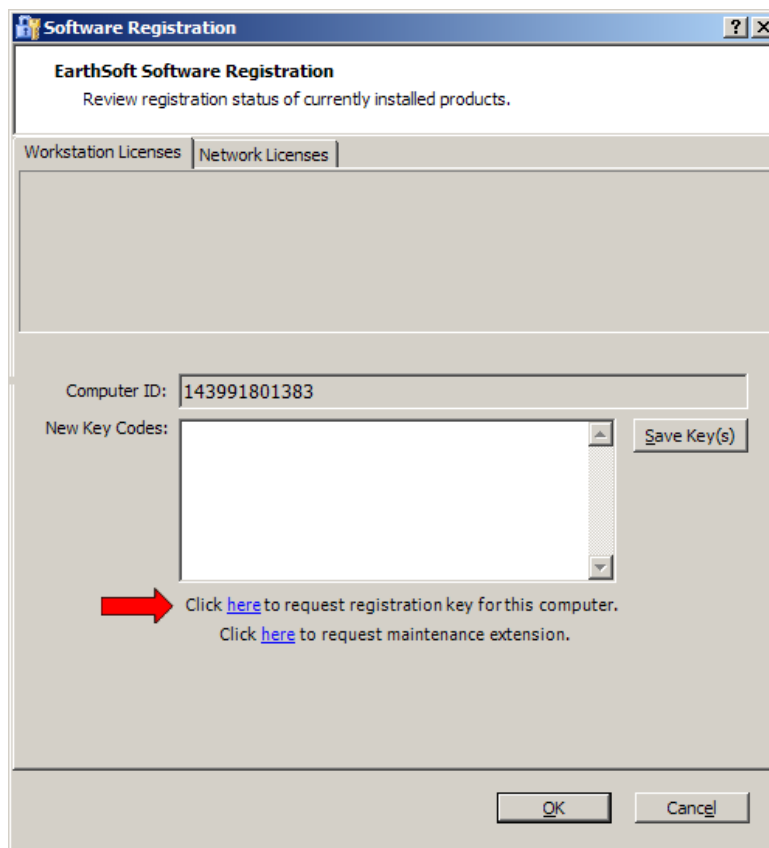 Software Registration
EarthSoft Software Registration
Review registration status of currently installed products.
Workstation Licenses
Network Licenses
Computer ID: 143991801383
New Key Codes:
Save Key(s)
Click here to request registration key for this computer.
Click here to request maintenance extension.
OK
Cancel